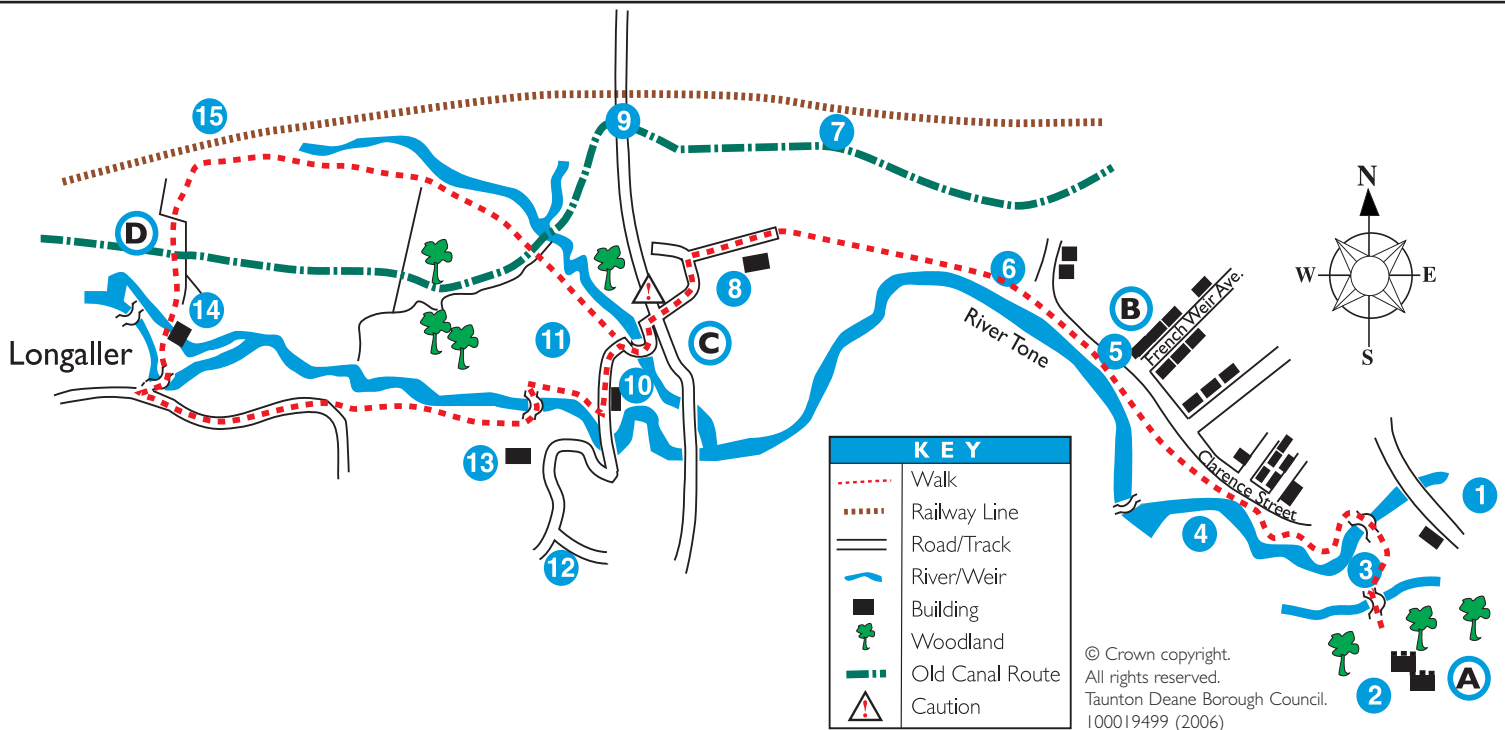 15
9
7
N
W
E
S
D
6
8
B
French Weir Ave.
14
11
C
5
River Tone
Longaller
10
KEY
Walk
Railway Line
Road/Track
River/Weir
Building
Woodland
Old Canal Route
! Caution
13
12
Clarence Street
1
4
3
2
A
© Crown copyright.
All rights reserved.
Taunton Deane Borough Council.
100019499 (2006)